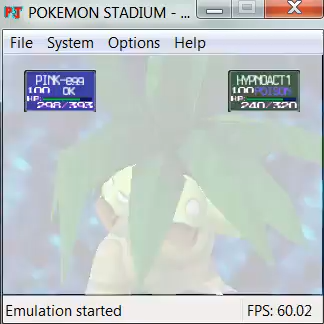 POKEMON STADIUM - ...
File System Options Help
PINK-egg
100 OK
HP:
298/393
HYPNOACT1
100 POISON
HP:
240/320
Emulation started FPS: 60.02